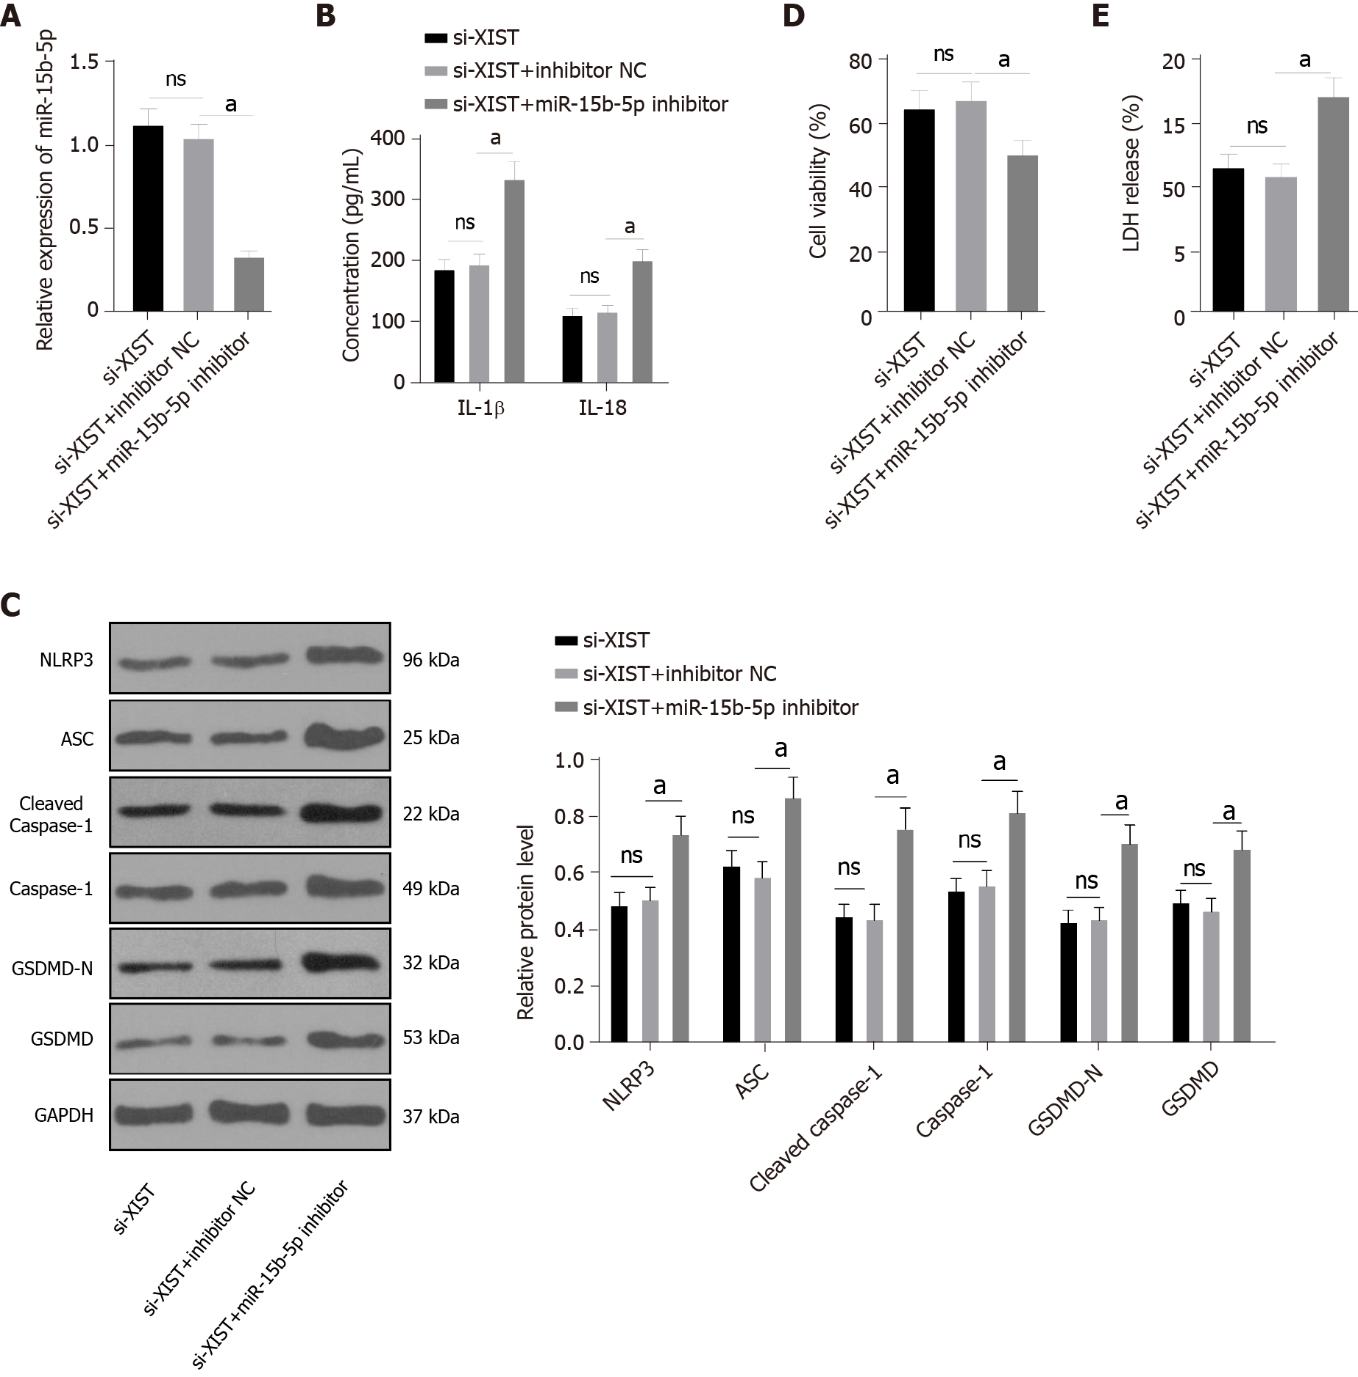 A
Relative expression of miR-15b-5p
1.5
1.0
0.5
0
ns
a
si-XIST
si-XIST+inhibitor NC
si-XIST+miR-15b-5p inhibitor
B
si-XIST
si-XIST+inhibitor NC
si-XIST+miR-15b-5p inhibitor
Concentration (pg/mL)
400
300
200
100
0
ns
a
ns
a
IL-1β
IL-18
D
Cell viability (%)
80
60
40
20
0
ns
a
si-XIST
si-XIST+inhibitor NC
si-XIST+miR-15b-5p inhibitor
E
LDH release (%)
20
15
50
5
0
ns
a
si-XIST
si-XIST+inhibitor NC
si-XIST+miR-15b-5p inhibitor
C
NLRP3
96 kDa
ASC
25 kDa
Cleaved
Caspase-1
22 kDa
Caspase-1
49 kDa
GSDMD-N
32 kDa
GSDMD
53 kDa
GAPDH
37 kDa
si-XIST
si-XIST+inhibitor NC
si-XIST+miR-15b-5p inhibitor
si-XIST
si-XIST+inhibitor NC
si-XIST+miR-15b-5p inhibitor
Relative protein level
1.0
0.8
0.6
0.4
0.2
0.0
ns
a
ns
a
ns
a
ns
a
ns
a
ns
a
NLRP3
ASC
Cleaved caspase-1
Caspase-1
GSDMD-N
GSDMD